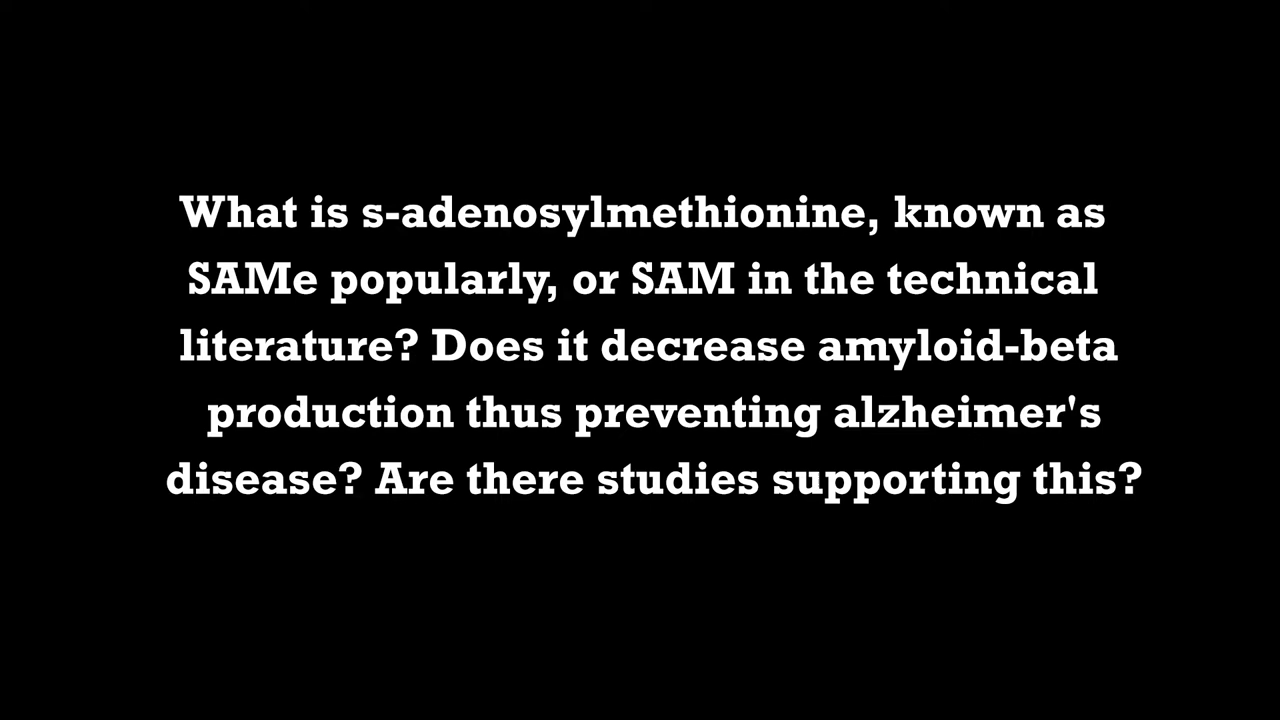 What is s-adenosylmethionine, known as
SAMe popularly, or SAM in the technical
literature? Does it decrease amyloid-beta
production thus preventing alzheimer's
disease? Are there studies supporting this?